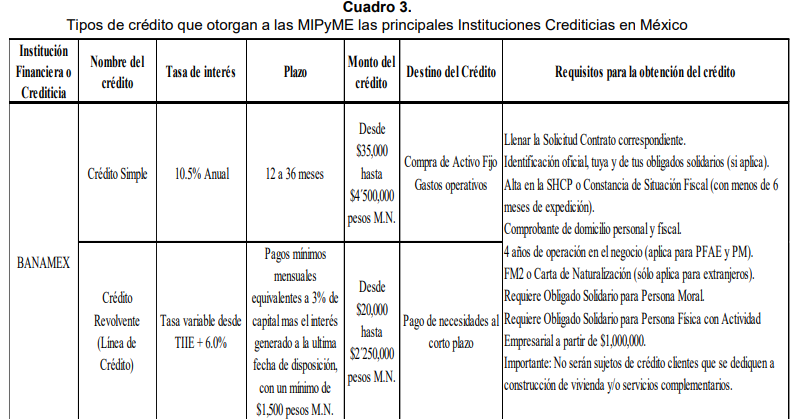 Cuadro 3.
Tipos de crédito que otorgan a las MIPyME las principales Instituciones Crediticias en México
Institución
Financiera o
Crediticia
Nombre del
crédito
Tasa de interés
Plazo
Monto del
crédito
Destino del Crédito
Requisitos para la obtención del crédito
BANAMEX
Crédito Simple
10.5% Anual
12 a 36 meses
Desde
$35,000
hasta
$4'500,000
pesos M.N.
Compra de Activo Fijo
Gastos operativos
Crédito
Revolvente
(Línea de
Crédito)
Tasa variable desde
TIIE + 6.0%
Pagos mínimos
mensuales
equivalentes a 3% de
capital mas el interés
generado a la ultima
fecha de disposición,
con un mínimo de
$1,500 pesos M.N.
Desde
$20,000
hasta
$2'250,000
pesos M.N.
Pago de necesidades al
corto plazo
Llenar la Solicitud Contrato correspondiente.
Identificación oficial, tuya y de tus obligados solidarios (si aplica).
Alta en la SHCP o Constancia de Situación Fiscal (con menos de 6
meses de expedición).
Comprobante de domicilio personal y fiscal.
4 años de operación en el negocio (aplica para PFAE y PM).
FM2 o Carta de Naturalización (sólo aplica para extranjeros).
Requiere Obligado Solidario para Persona Moral.
Requiere Obligado Solidario para Persona Física con Actividad
Empresarial a partir de $1,000,000.
Importante: No serán sujetos de crédito clientes que se dediquen a
construcción de vivienda y/o servicios complementarios.